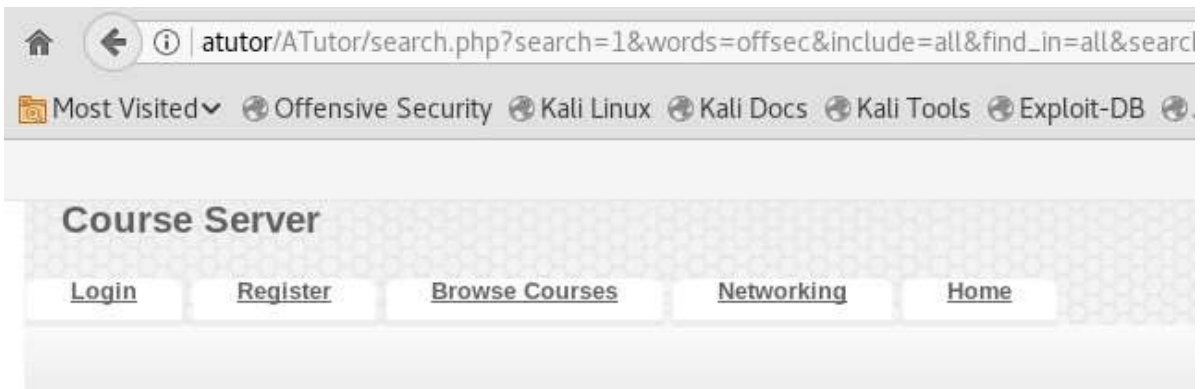 atutor/ATutor/search.php?search=1&words=offsec&include=all&find_in=all&search
Most Visited Offensive Security Kali Linux Kali Docs Kali Tools Exploit-DB
Course Server
Login Register Browse Courses Networking Home